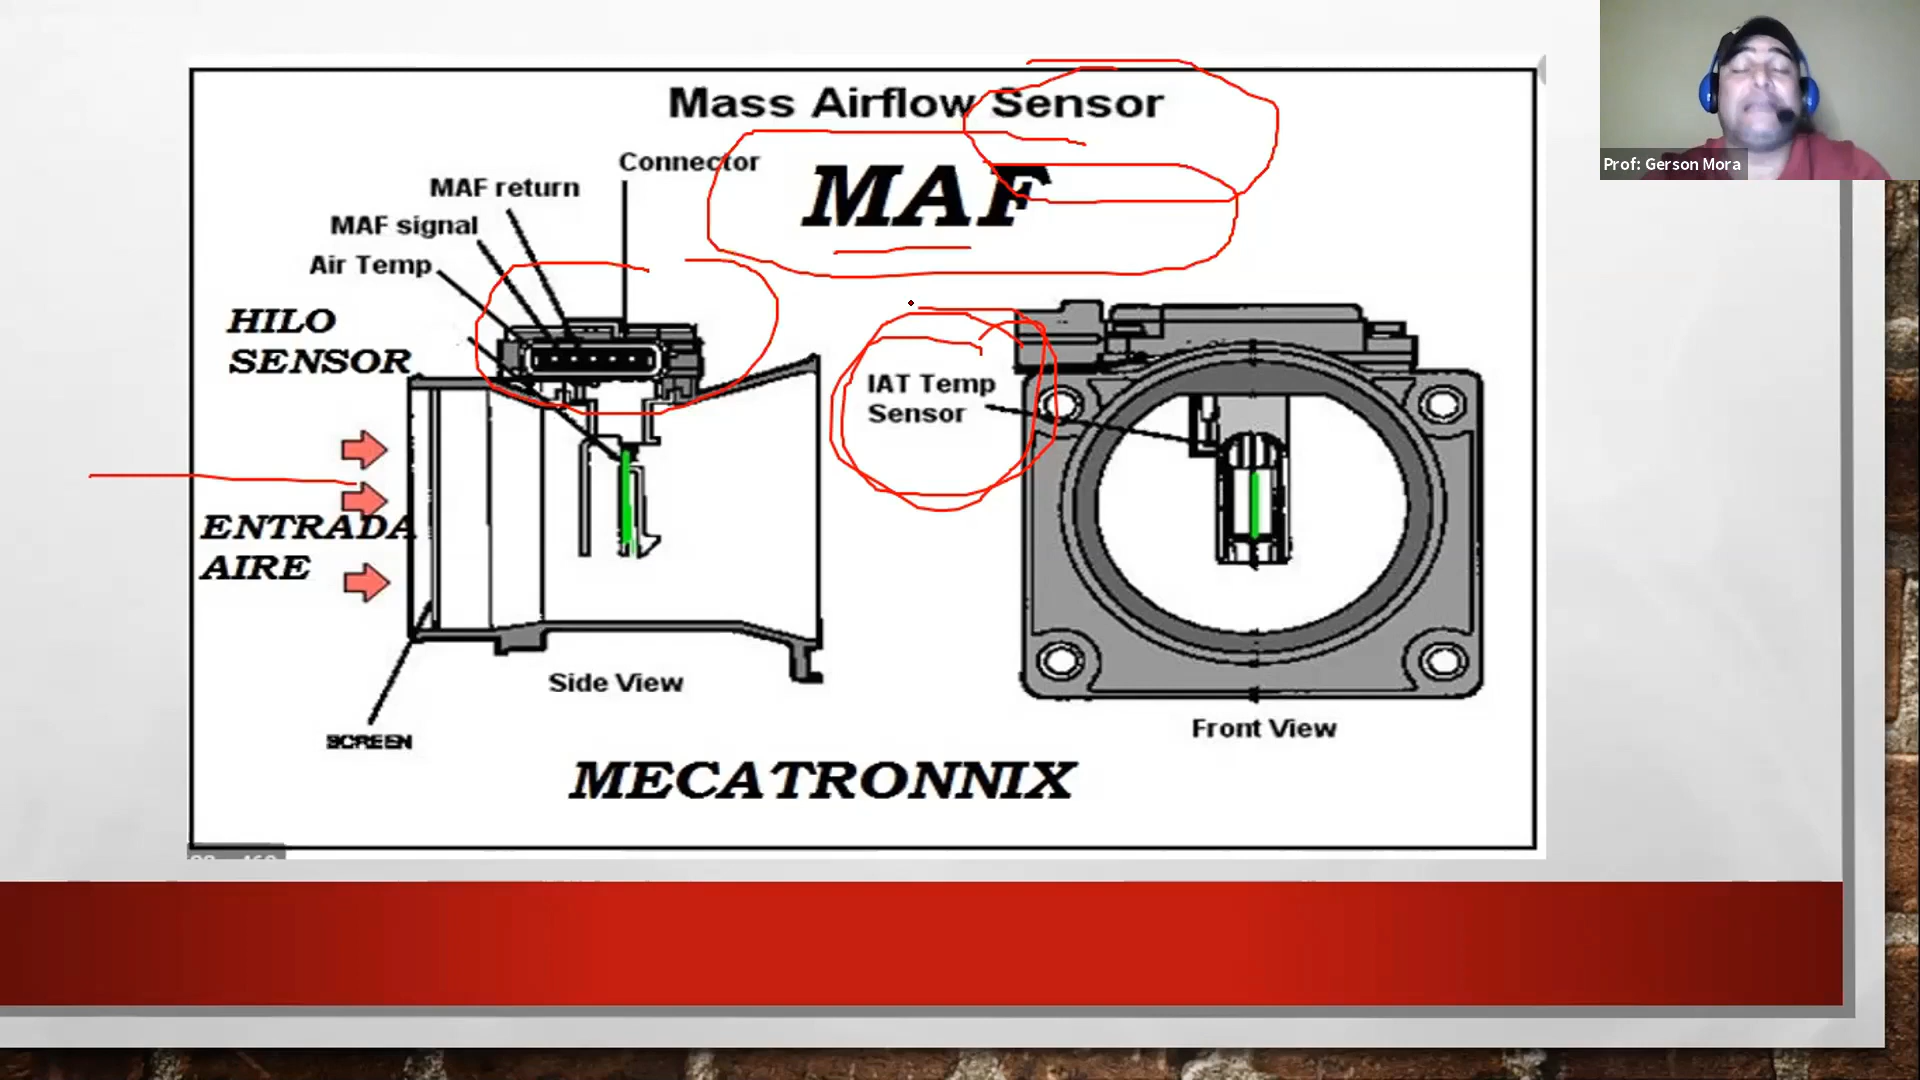 Mass Airflow Sensor
MAF
Connector
MAF return
MAF signal
Air Temp
HILO
SENSOR
ENTRADA
AIRE
SCREEN
Side View
IAT Temp
Sensor
Front View
MECATRONNIX
Prof: Gerson Mora